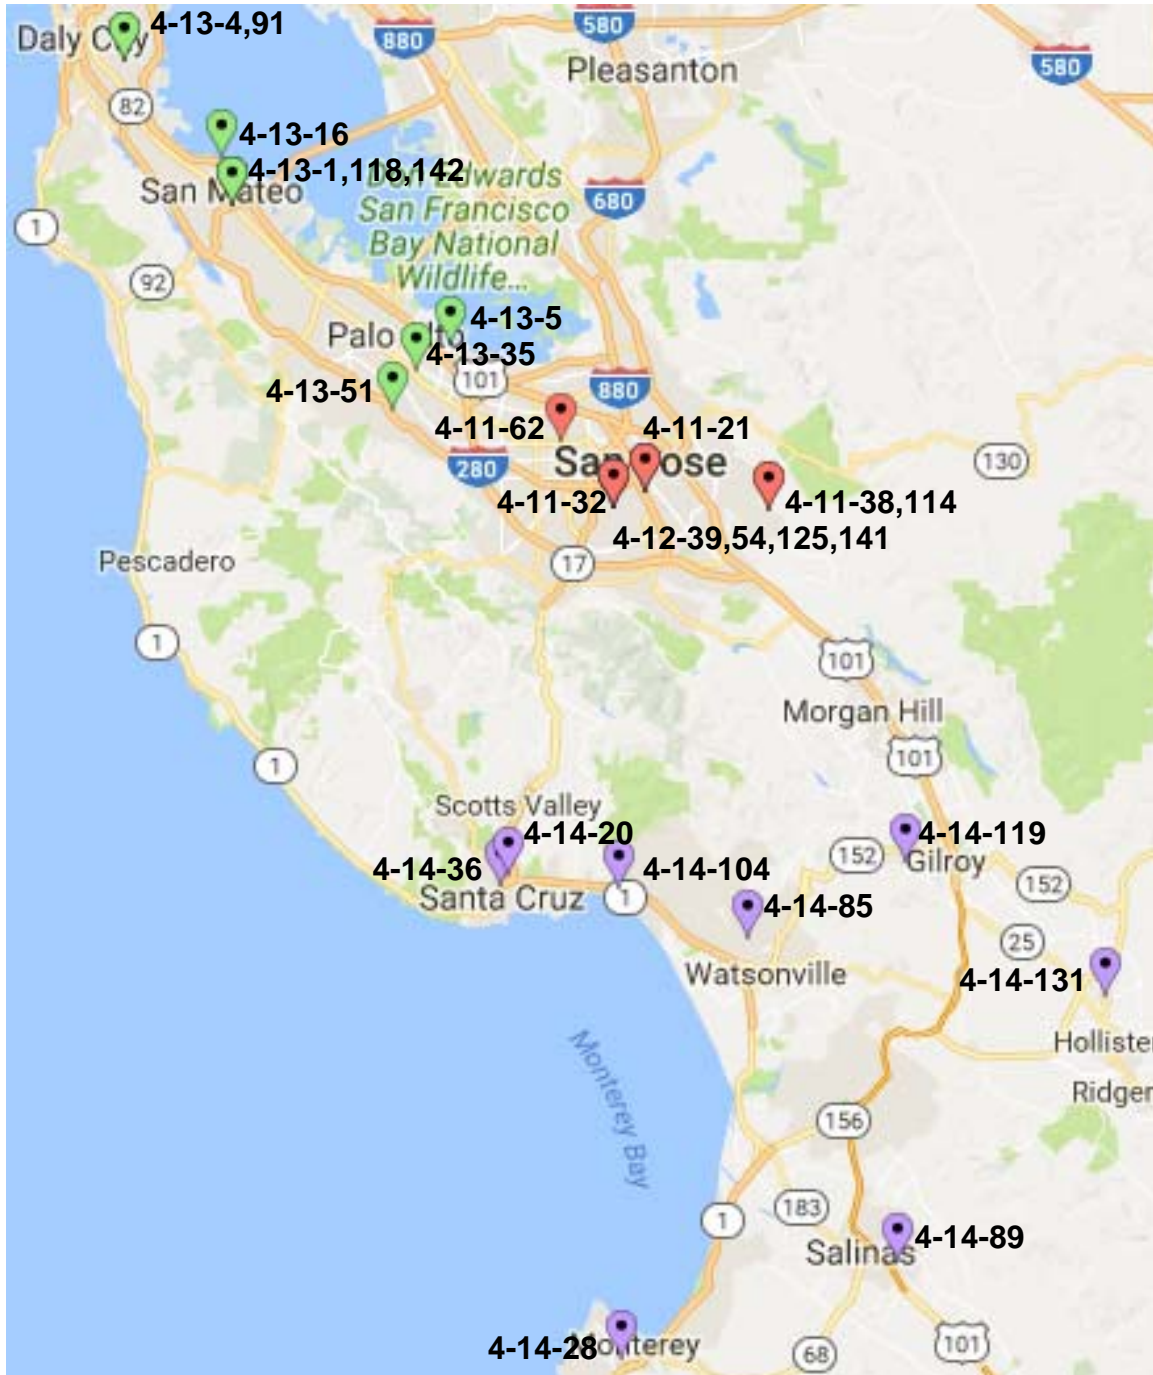 Daly City
4-13-4,91
880
580
Pleasanton
580
82
4-13-16
4-13-1,118,142
San Mateo
Edwards
San Francisco
Bay National
Wildlife...
680
1
92
Palo Alto
4-13-5
4-13-35
101
880
4-13-51
4-11-62
4-11-21
280
San Jose
130
4-11-32
4-11-38,114
4-12-39,54,125,141
17
Pescadero
1
101
Morgan Hill
101
1
Scotts Valley
4-14-20
4-14-119
4-14-36
4-14-104
152
Gilroy
152
Santa Cruz
1
4-14-85
25
Watsonville
4-14-131
Monterey Bay
Holliste
Ridger
156
1
183
4-14-89
Salinas
4-14-28
Monterey
68
101